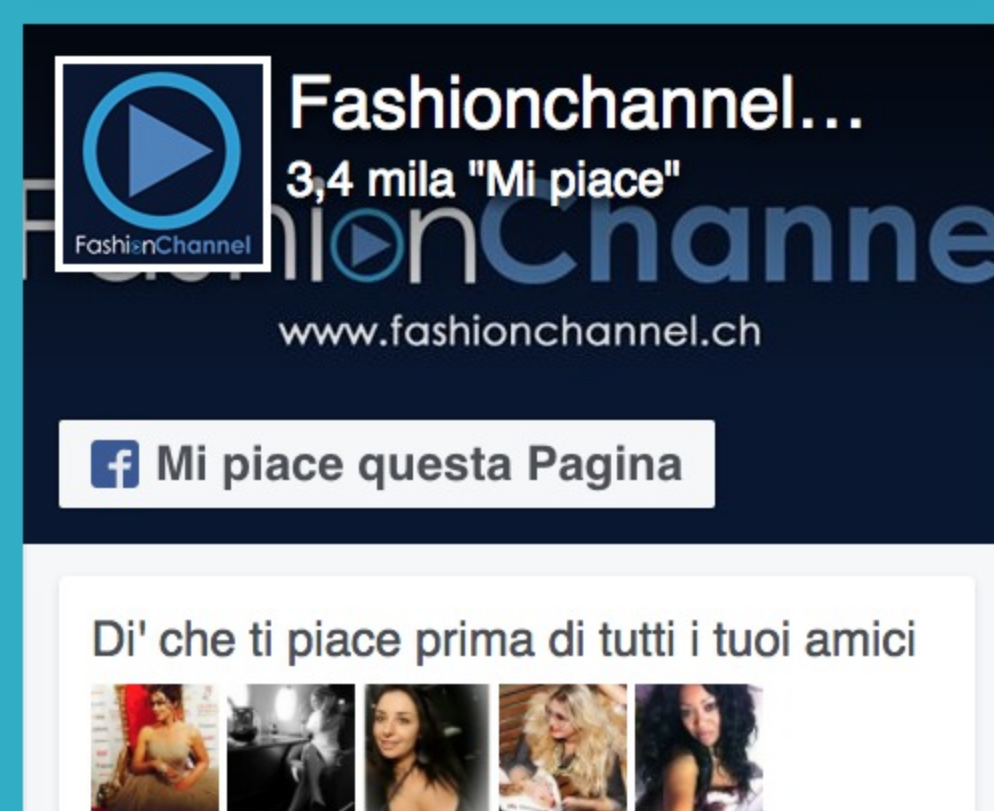 Fashionchannel...
3,4 mila "Mi piace"
FashionChannel
www.fashionchannel.ch
Mi piace questa Pagina
Di' che ti piace prima di tutti i tuoi amici